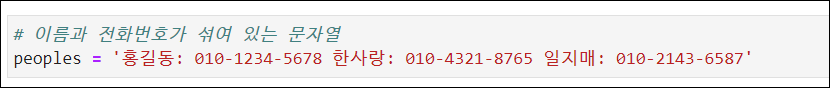 # 이름과 전화번호가 섞여 있는 문자열
peoples = '홍길동: 010-1234-5678 한사랑: 010-4321-8765 일지매: 010-2143-6587'